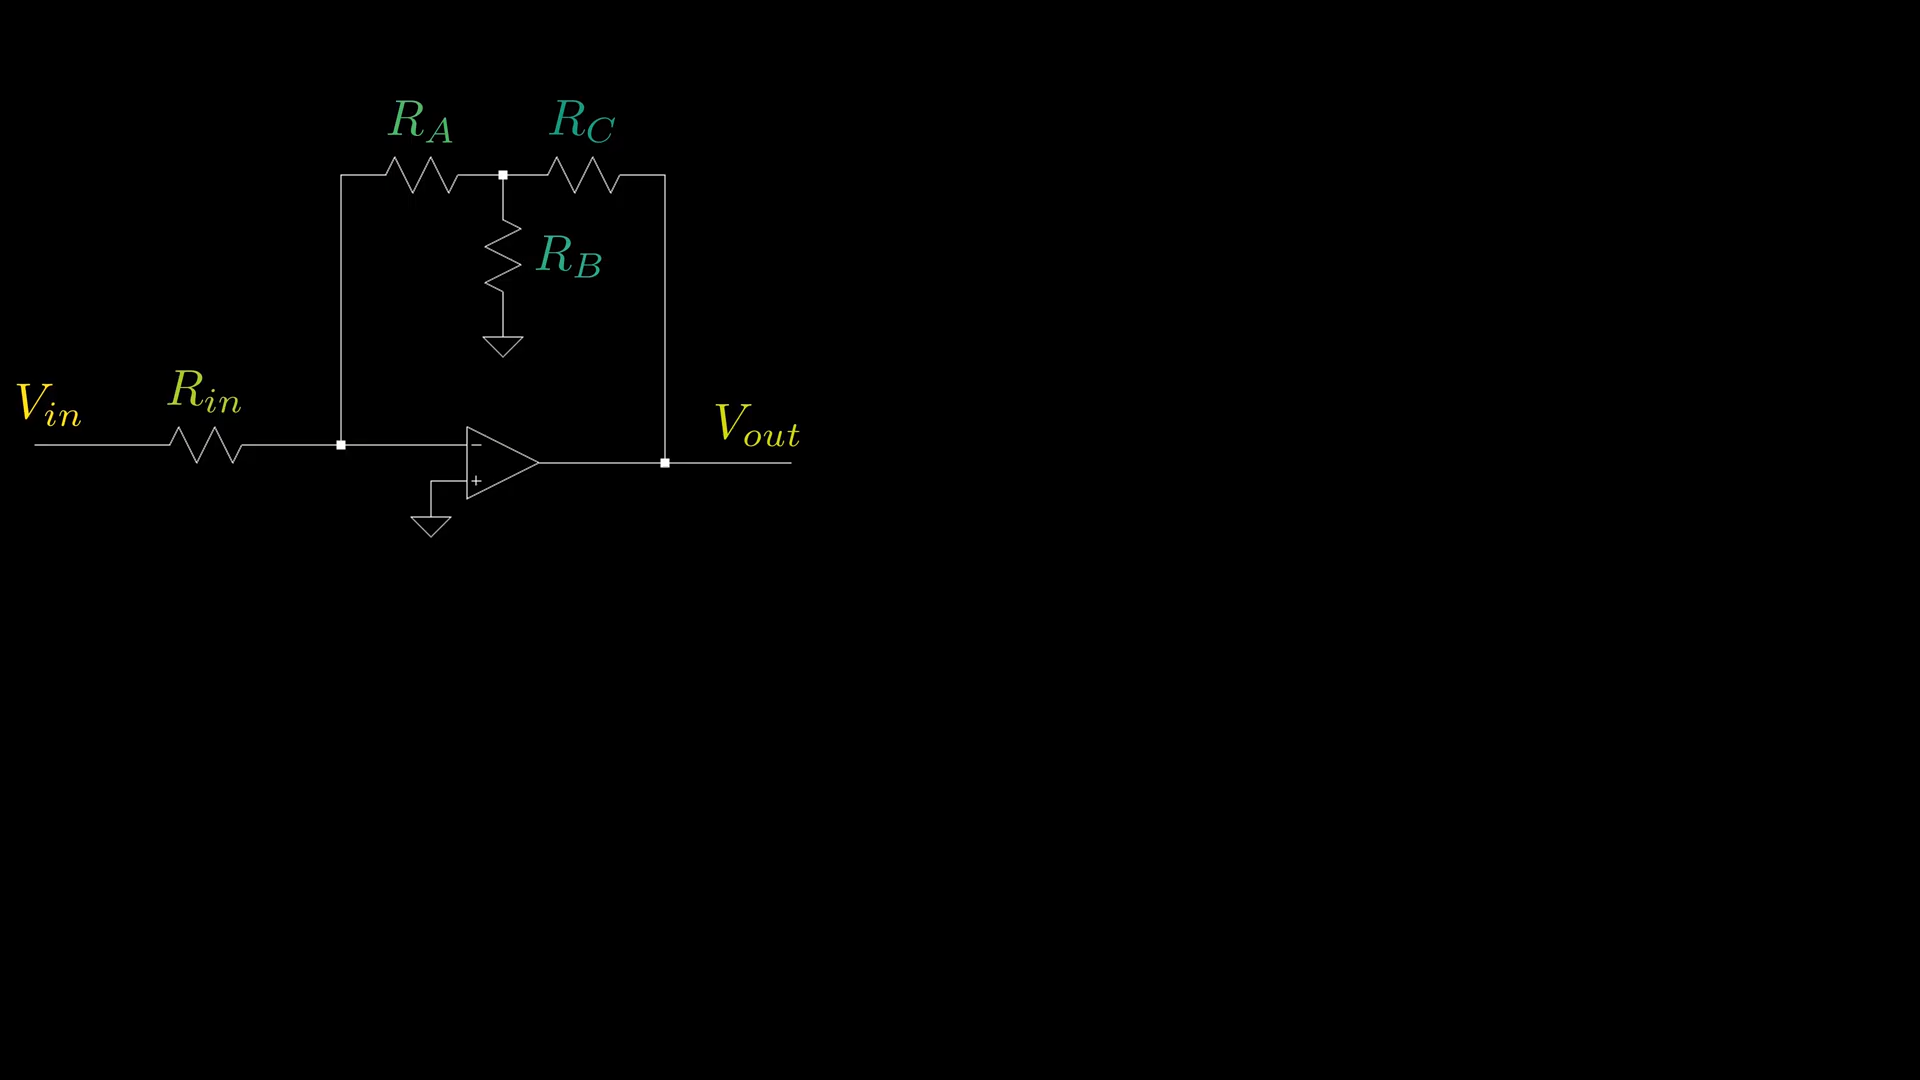 R_A R_C
R_B
V_in R_in
V_out
−
+